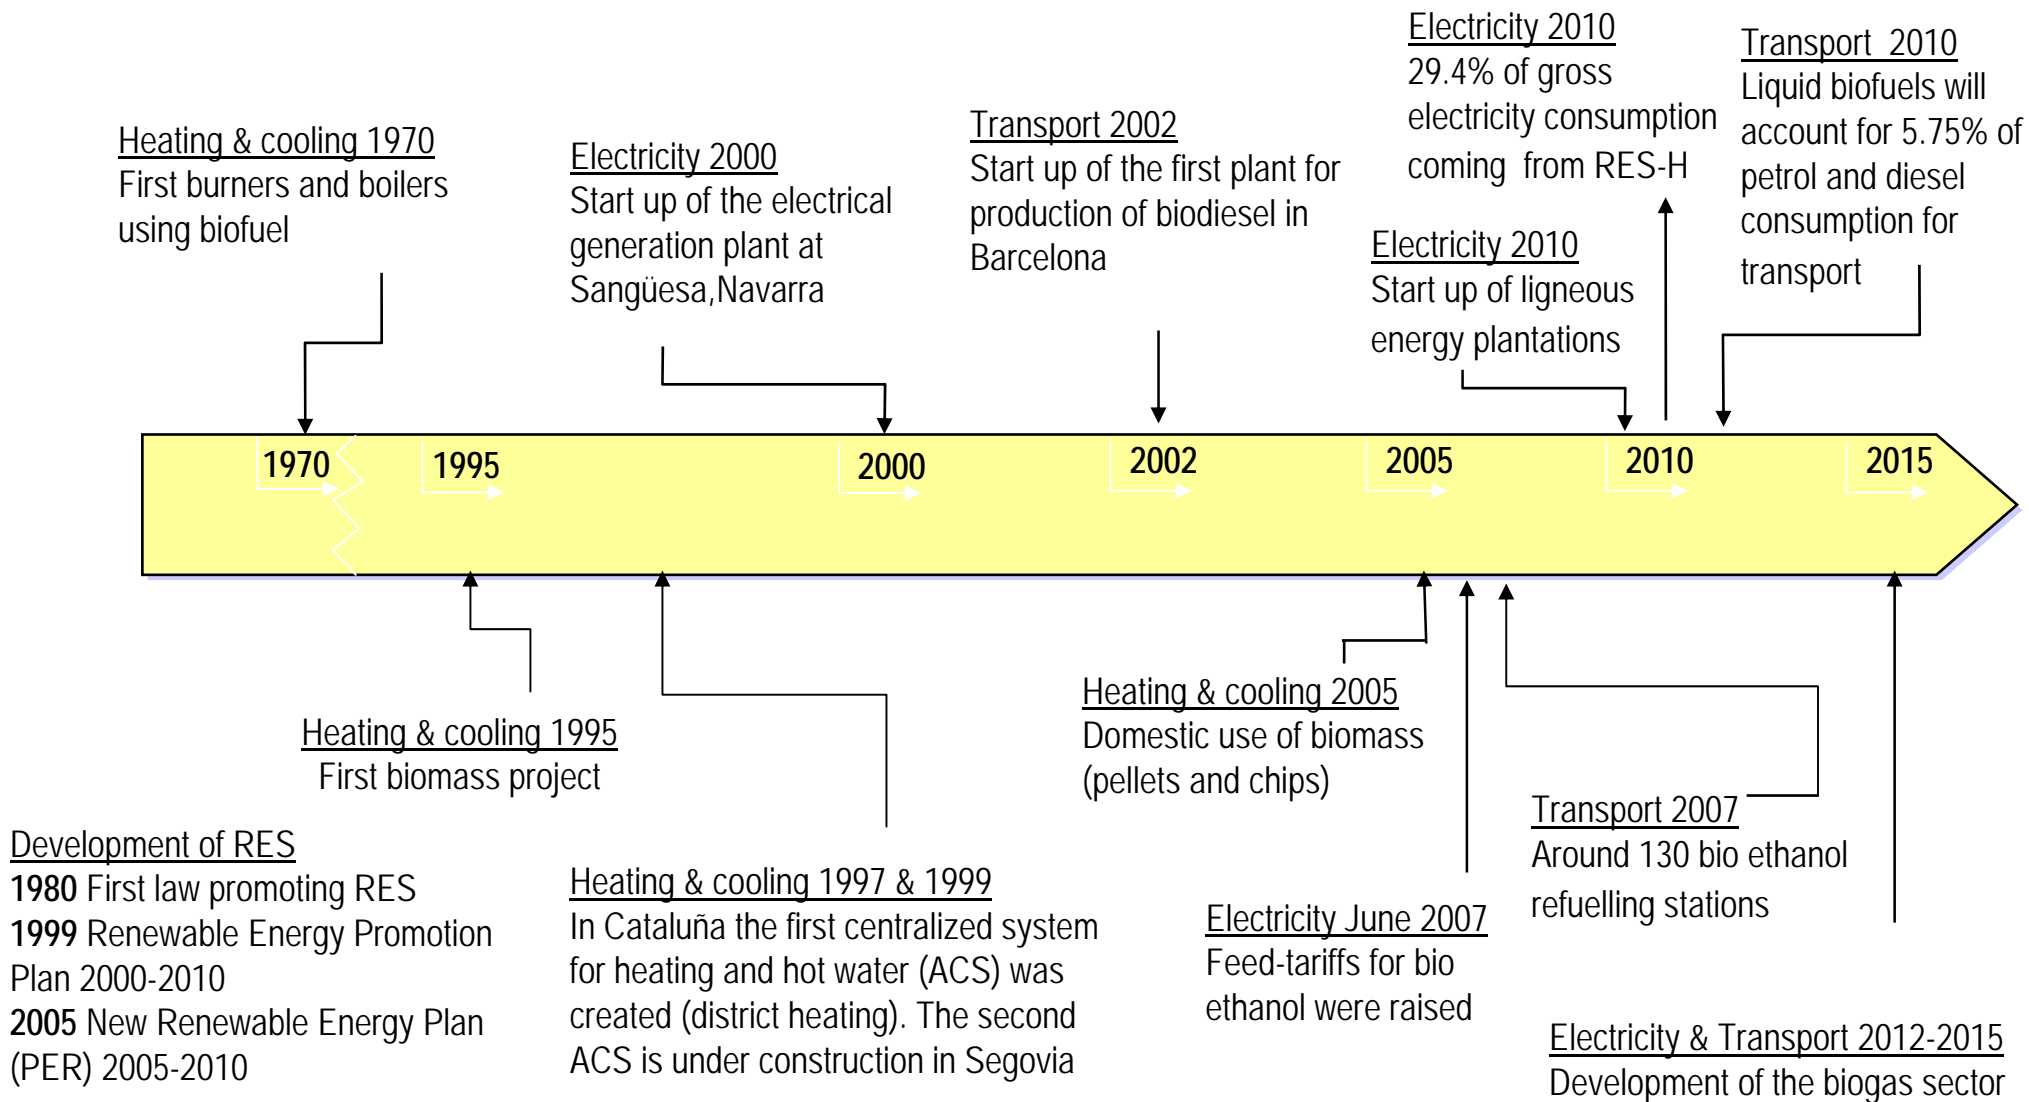 Heating & cooling 1970
First burners and boilers
using biofuel
Electricity 2000
Start up of the electrical
generation plant at
Sangüesa,Navarra
Transport 2002
Start up of the first plant for
production of biodiesel in
Barcelona
Electricity 2010
29.4% of gross
electricity consumption
coming from RES-H
Electricity 2010
Start up of ligneous
energy plantations
Transport 2010
Liquid biofuels will
account for 5.75% of
petrol and diesel
consumption for
transport
1970
1995
2000
2002
2005
2010
2015
Heating & cooling 1995
First biomass project
Development of RES
1980 First law promoting RES
1999 Renewable Energy Promotion
Plan 2000-2010
2005 New Renewable Energy Plan
(PER) 2005-2010
Heating & cooling 1997 & 1999
In Cataluña the first centralized system
for heating and hot water (ACS) was
created (district heating). The second
ACS is under construction in Segovia
Heating & cooling 2005
Domestic use of biomass
(pellets and chips)
Electricity June 2007
Feed-tariffs for bio
ethanol were raised
Transport 2007
Around 130 bio ethanol
refuelling stations
Electricity & Transport 2012-2015
Development of the biogas sector